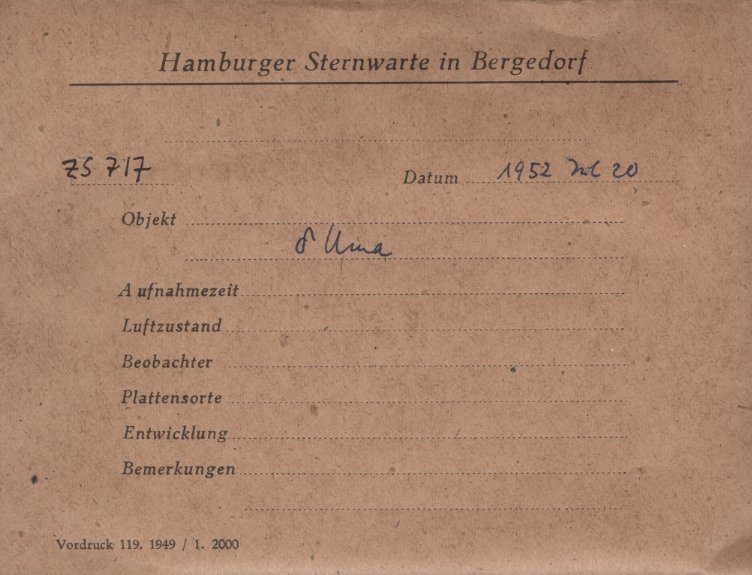 Hamburger Sternwarte in Bergedorf
ZS 717 Datum 1952 Jul 20
Objekt
δ Uma
Aufnahmezeit
Luftzustand
Beobachter
Plattensorte
Entwicklung
Bemerkungen
Vordruck 119. 1949 / 1. 2000